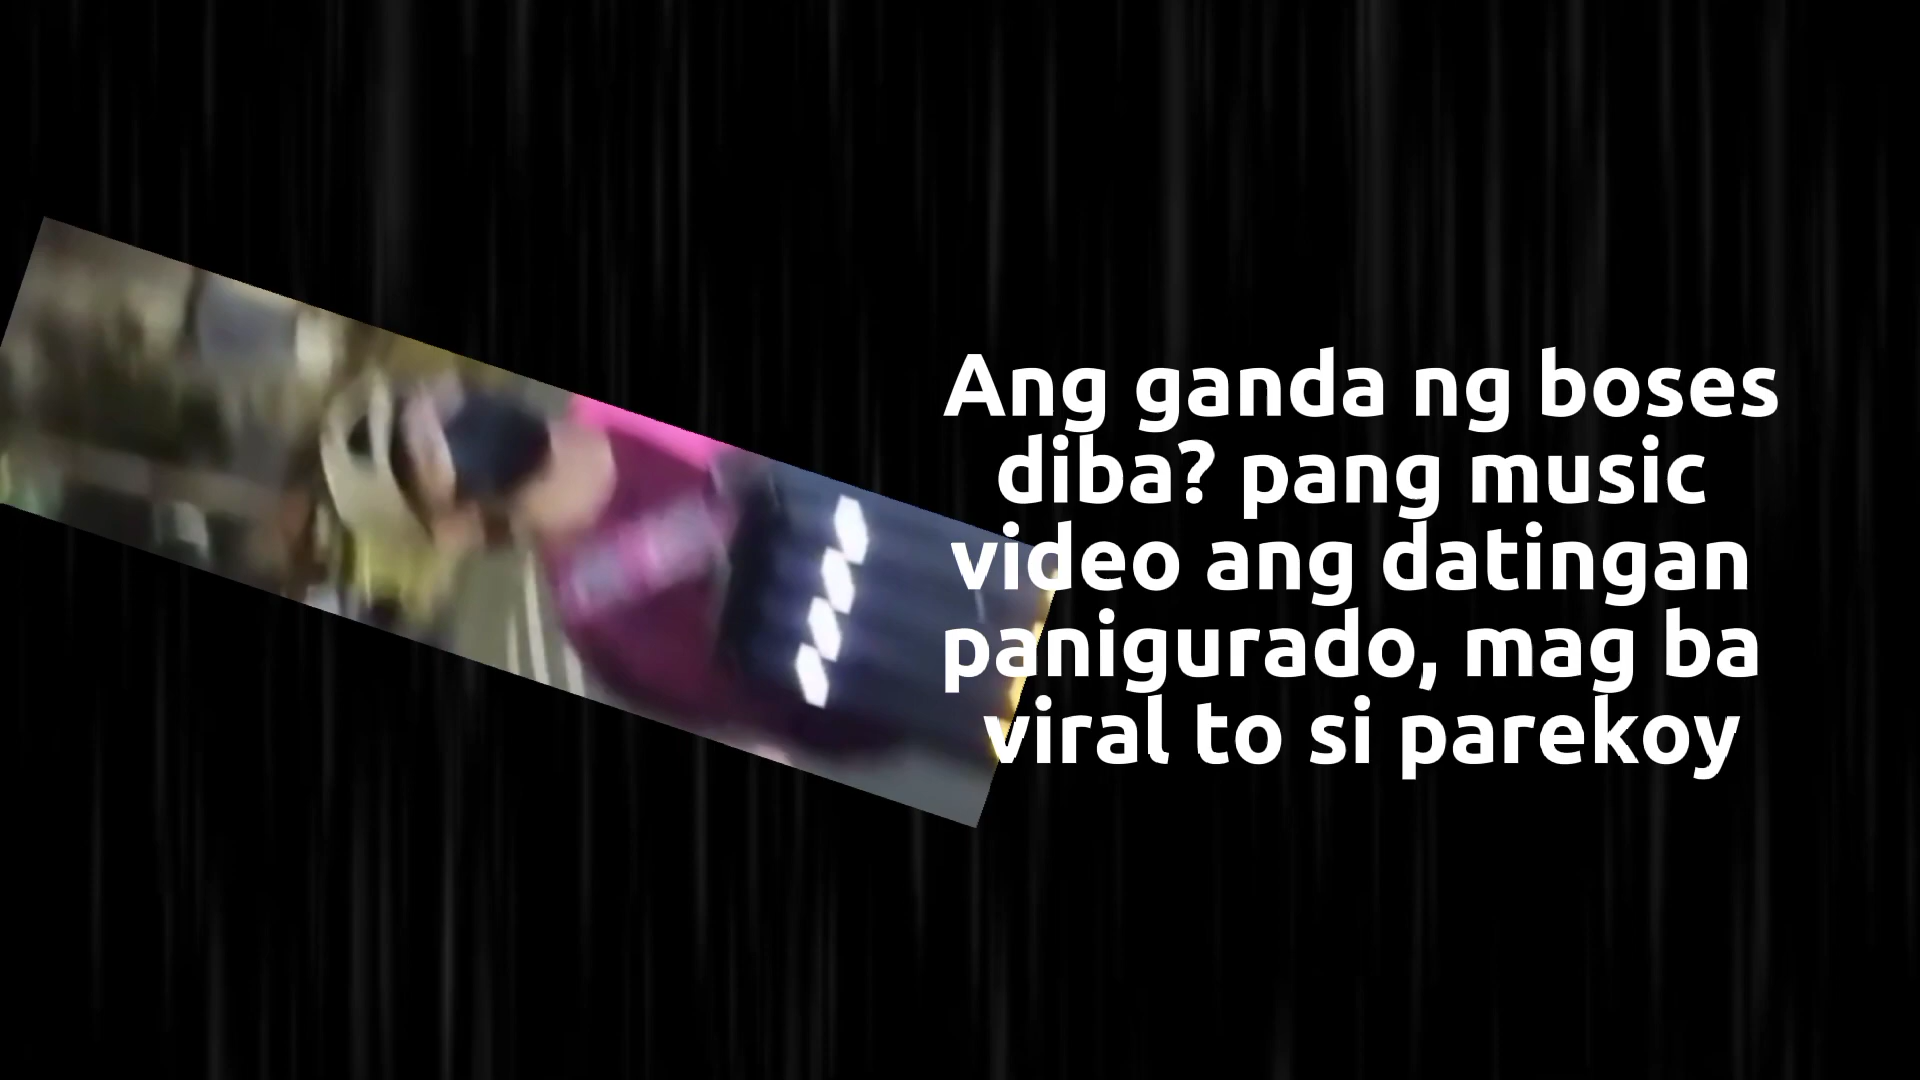 Ang ganda ng boses
diba? pang music
video ang datingan
panigurado, mag ba
viral to si parekoy